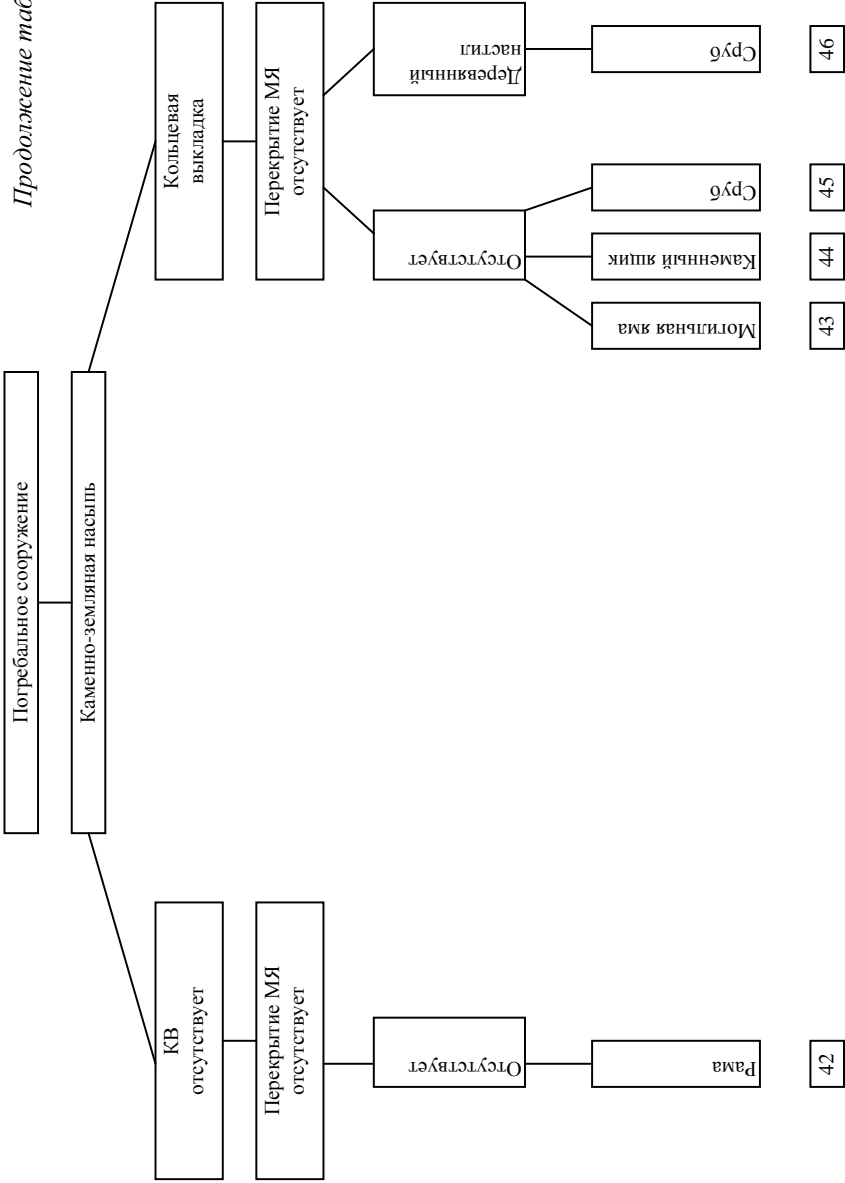 Продолжение таб
Погребальное сооружение
Каменно-земляная насыпь
КВ
отсутствует
Кольцевая
выкладка
Перекрытие МЯ
отсутствует
Перекрытие МЯ
отсутствует
Отсутствует
Отсутствует
Деревянный
настил
Рама
Могильная яма
Каменный ящик
Сруб
Сруб
42
43
44
45
46